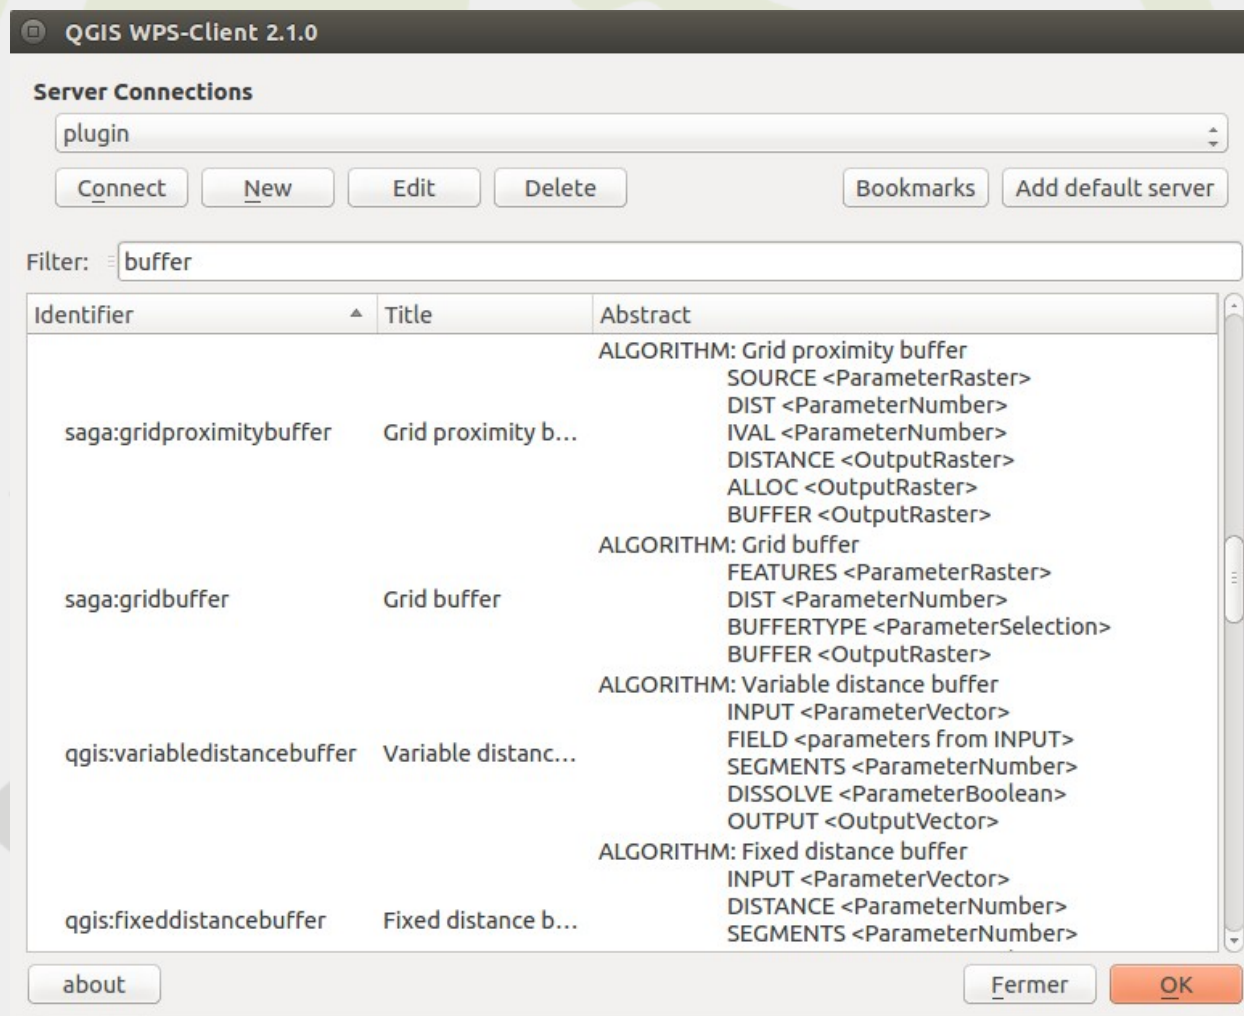 QGIS WPS-Client 2.1.0
Server Connections
plugin
Connect New Edit Delete Bookmarks Add default server
Filter: buffer
Identifier Title Abstract
ALGORITHM: Grid proximity buffer
SOURCE <ParameterRaster>
DIST <ParameterNumber>
saga:gridproximitybuffer Grid proximity b... IVAL <ParameterNumber>
DISTANCE <OutputRaster>
ALLOC <OutputRaster>
BUFFER <OutputRaster>
ALGORITHM: Grid buffer
FEATURES <ParameterRaster>
saga:gridbuffer Grid buffer DIST <ParameterNumber>
BUFFERTYPE <ParameterSelection>
BUFFER <OutputRaster>
ALGORITHM: Variable distance buffer
INPUT <ParameterVector>
FIELD <parameters from INPUT>
qgis:variabledistancebuffer Variable distanc... SEGMENTS <ParameterNumber>
DISSOLVE <ParameterBoolean>
OUTPUT <OutputVector>
ALGORITHM: Fixed distance buffer
INPUT <ParameterVector>
DISTANCE <ParameterNumber>
qgis:fixeddistancebuffer Fixed distance b... SEGMENTS <ParameterNumber>
about Fermer OK